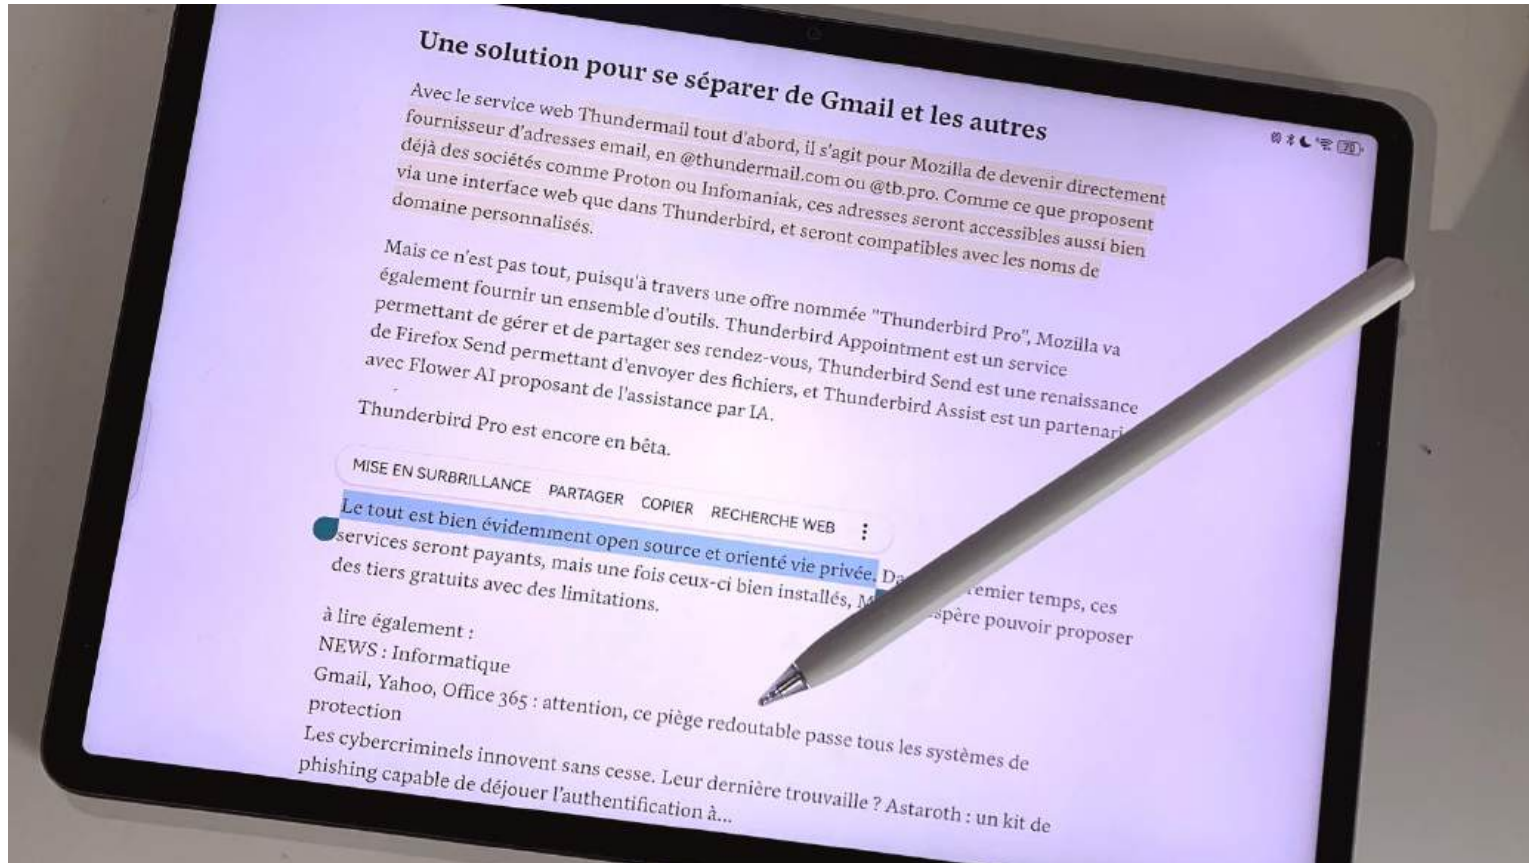 Une solution pour se séparer de Gmail et les autres
20
Avec le service web Thundermail tout d'abord, il s'agit pour Mozilla de devenir directement
fournisseur d'adresses email, en @thundermail.com ou @tb.pro. Comme ce que proposent
déjà des sociétés comme Proton ou Infomaniak, ces adresses seront accessibles aussi bien
via une interface web que dans Thunderbird, et seront compatibles avec les noms de
domaine personnalisés.
Mais ce n'est pas tout, puisqu'à travers une offre nommée "Thunderbird Pro", Mozilla va
également fournir un ensemble d'outils. Thunderbird Appointment est un service
permettant de gérer et de partager ses rendez-vous, Thunderbird Send est une renaissance
de Firefox Send permettant d'envoyer des fichiers, et Thunderbird Assist est un partenari
avec Flower AI proposant de l'assistance par IA.
Thunderbird Pro est encore en bêta.
MISE EN SURBRILLANCE PARTAGER COPIER RECHERCHE WEB
Le tout est bien évidemment open source et orienté vie privée. Da emier temps, ces
services seront payants, mais une fois ceux-ci bien installés, M spère pouvoir proposer
des tiers gratuits avec des limitations.
à lire également :
NEWS : Informatique
Gmail, Yahoo, Office 365 : attention, ce piège redoutable passe tous les systèmes de
protection
Les cybercriminels innovent sans cesse. Leur dernière trouvaille ? Astaroth : un kit de
phishing capable de déjouer l'authentification à...